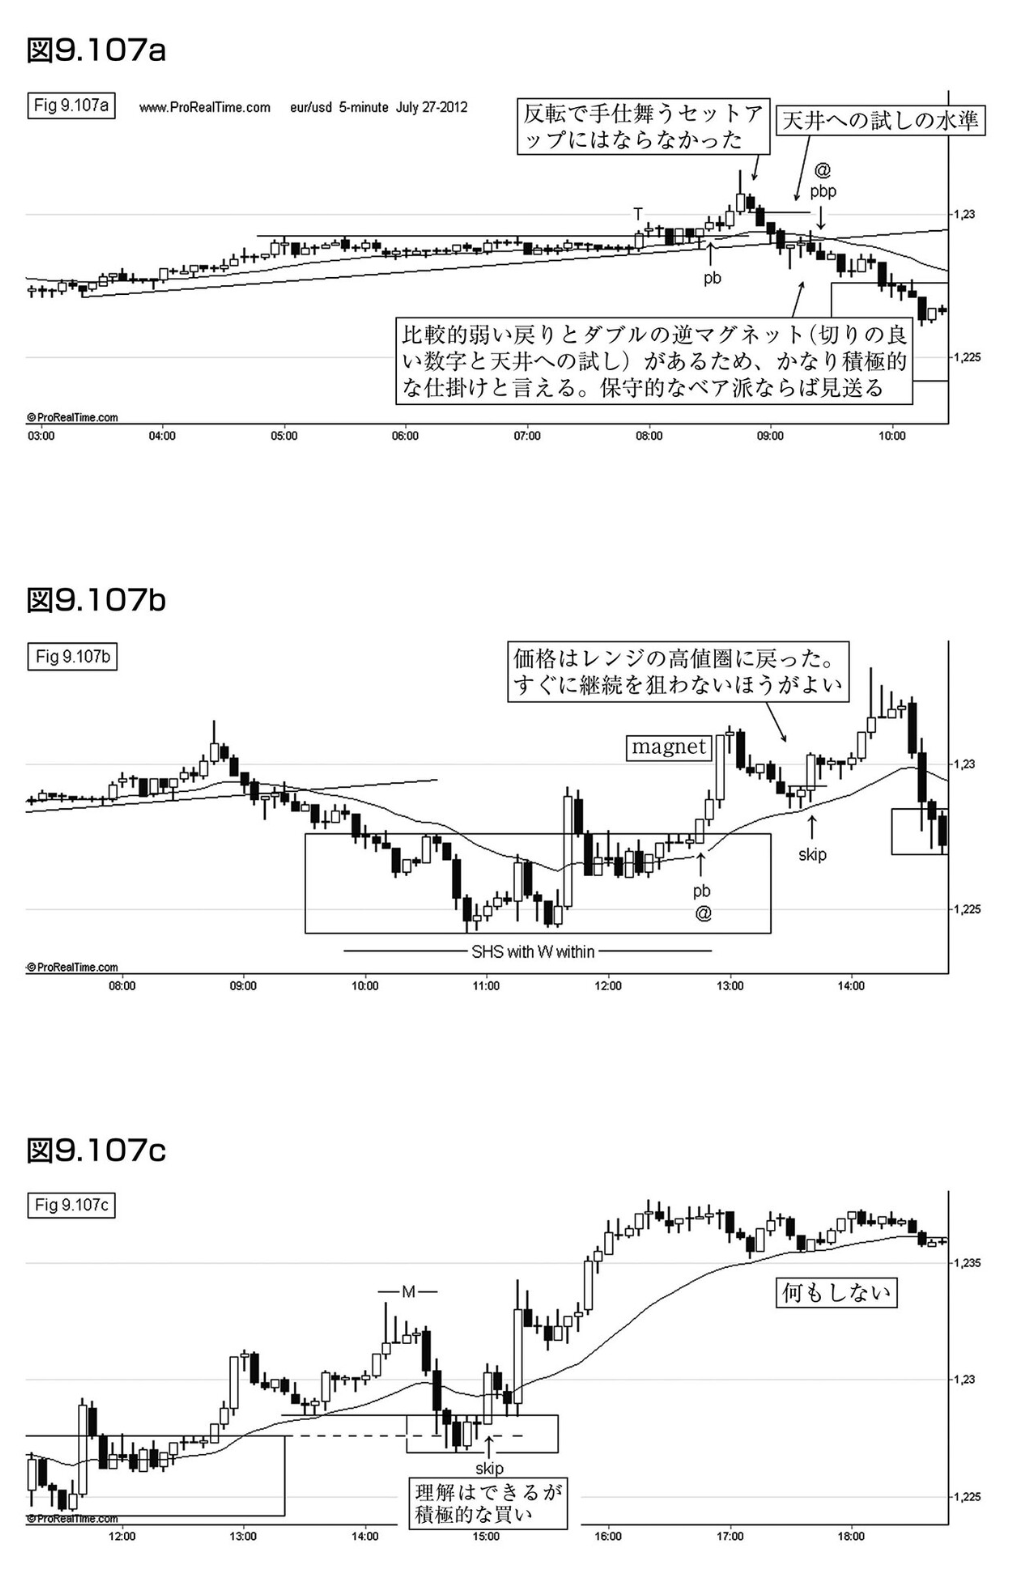 図9.107a
Fig 9.107a
www.ProRealTime.com eur/usd 5-minute July 27-2012
反転で手仕舞うセットア
ップにはならなかった
天井への試しの水準
@
pbp
T
1,23
pb
比較的弱い戻りとダブルの逆マグネット(切りの良
い数字と天井への試し)があるため、かなり積極的
な仕掛けと言える。保守的なベア派ならば見送る
1,225
©ProRealTime.com
03:00 04:00 05:00 06:00 07:00 08:00 09:00 10:00
図9.107b
Fig 9.107b
価格はレンジの高値圏に戻った。
すぐに継続を狙わないほうがよい
magnet
1,23
skip
pb
@
1,225
SHS with W within
©ProRealTime.com
08:00 09:00 10:00 11:00 12:00 13:00 14:00
図9.107c
Fig 9.107c
1,235
M
何もしない
1,23
skip
理解はできるが
積極的な買い
1,225
©ProRealTime.com
12:00 13:00 14:00 15:00 16:00 17:00 18:00